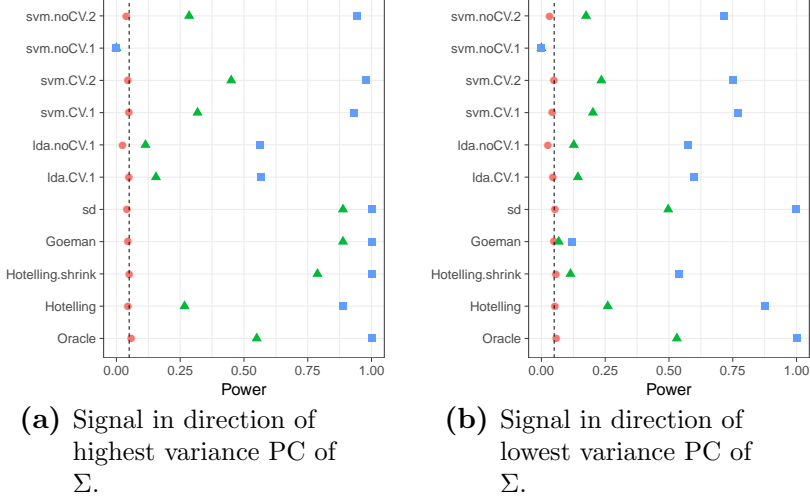 svm.noCV.2
svm.noCV.1
svm.CV.2
svm.CV.1
lda.noCV.1
lda.CV.1
sd
Goeman
Hotelling.shrink
Hotelling
Oracle
0.00 0.25 0.50 0.75 1.00
Power
(a) Signal in direction of
highest variance PC of
Σ.
svm.noCV.2
svm.noCV.1
svm.CV.2
svm.CV.1
lda.noCV.1
lda.CV.1
sd
Goeman
Hotelling.shrink
Hotelling
Oracle
0.00 0.25 0.50 0.75 1.00
Power
(b) Signal in direction of
lowest variance PC of
Σ.